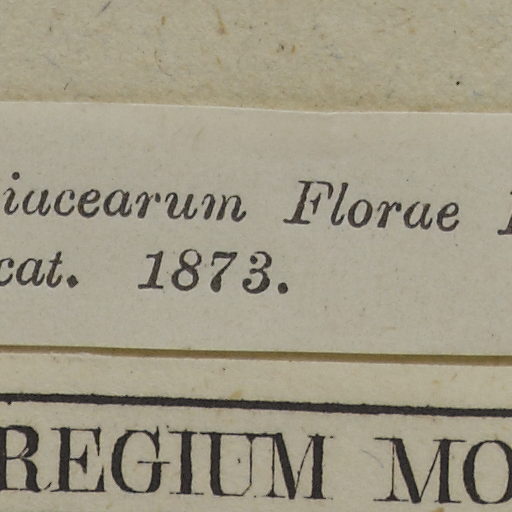 iacearum Florae
cat. 1873.
REGIUM MO